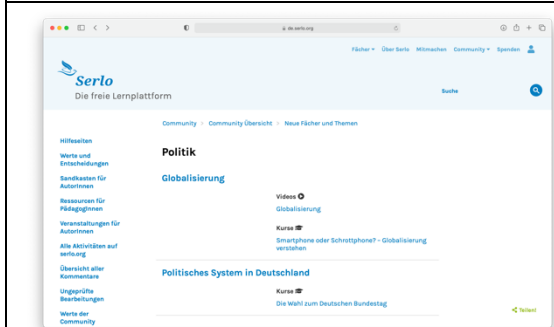 de.serlo.org
Fächer Über Serlo Mitmachen Community Spenden
Serlo
Die freie Lernplattform
Suche
Community Community Übersicht Neue Fächer und Themen
Hilfeseiten
Werte und
Entscheidungen
Sandkasten für
AutorInnen
Ressourcen für
PädagogInnen
Veranstaltungen für
AutorInnen
Alle Aktivitäten auf
serlo.org
Übersicht aller
Kommentare
Ungeprüfte
Bearbeitungen
Werte der
Community
Politik
Globalisierung
Videos
Globalisierung
Kurse
Smartphone oder Schrottphone? - Globalisierung
verstehen
Politisches System in Deutschland
Kurse
Die Wahl zum Deutschen Bundestag
Teilen!